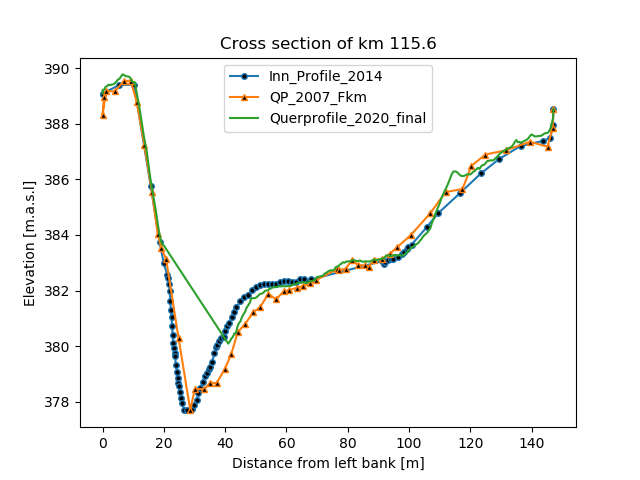 Cross section of km 115.6
Inn_Profile_2014
QP_2007_Fkm
Querprofile_2020_final
Elevation [m.a.s.l]
390
388
386
384
382
380
378
0 20 40 60 80 100 120 140
Distance from left bank [m]